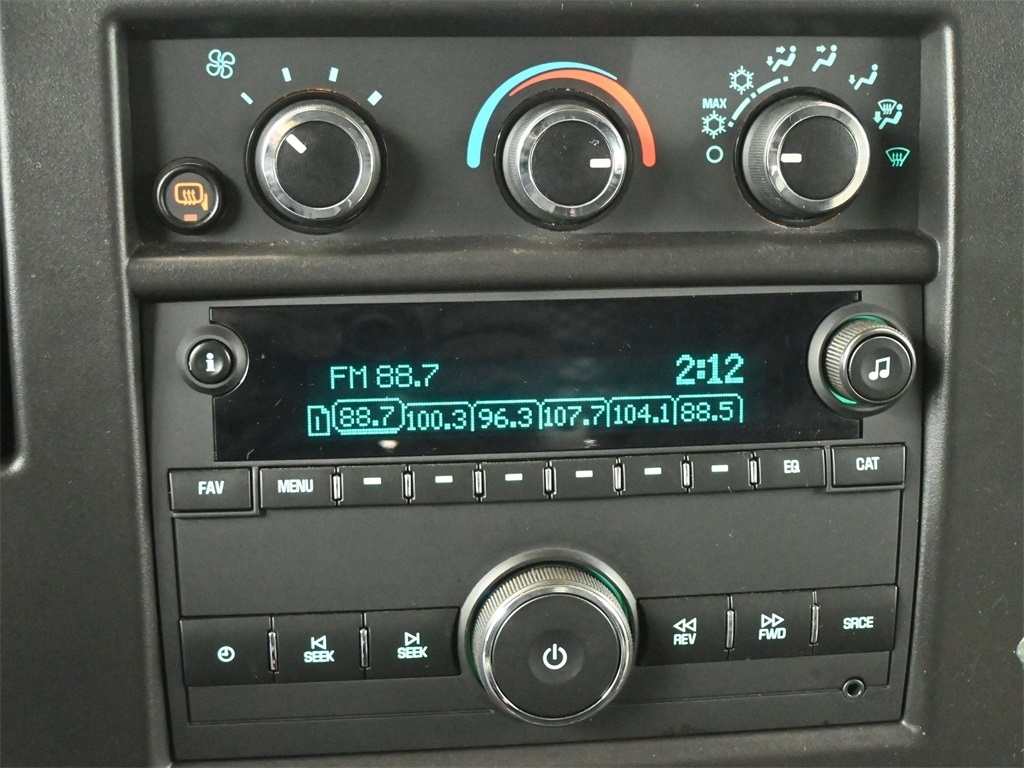 MAX
FM 88.7 2:12
1 88.7 100.3 96.3 107.7 104.1 88.5
FAV MENU EQ CAT
SEEK SEEK REV FWD SRCE